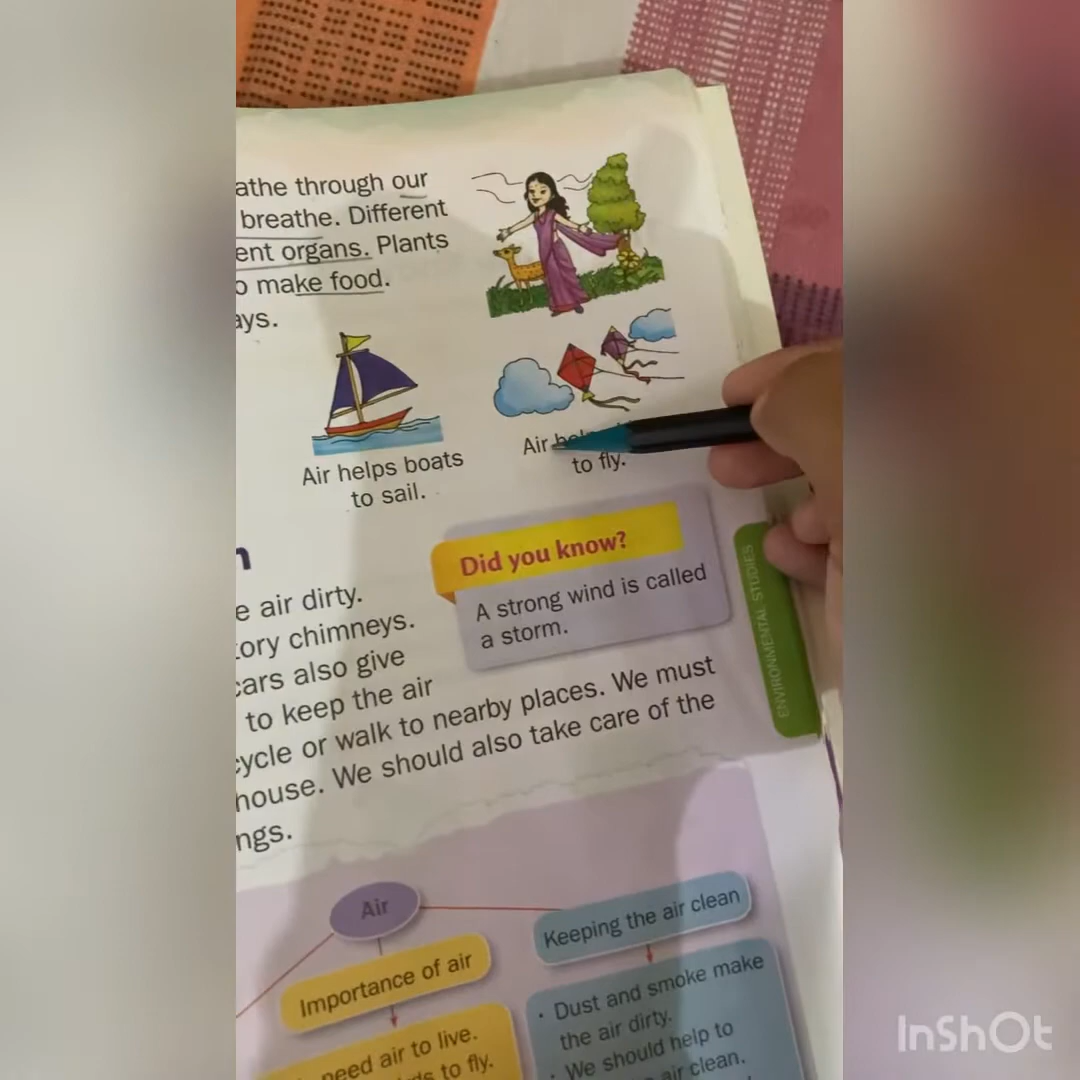 athe through our
breathe. Different
ent organs. Plants
o make food.
ays.
Air helps boats
to sail.
Air
to fly.
n
Did you know?
A strong wind is called
a storm.
e air dirty.
tory chimneys.
cars also give
to keep the air
cycle or walk to nearby places. We must
house. We should also take care of the
ngs.
ENVIRONMENTAL STUDIES
Air
Importance of air
need air to live.
to fly.
Keeping the air clean
• Dust and smoke make
the air dirty.
• We should help to
air clean.
InShOt